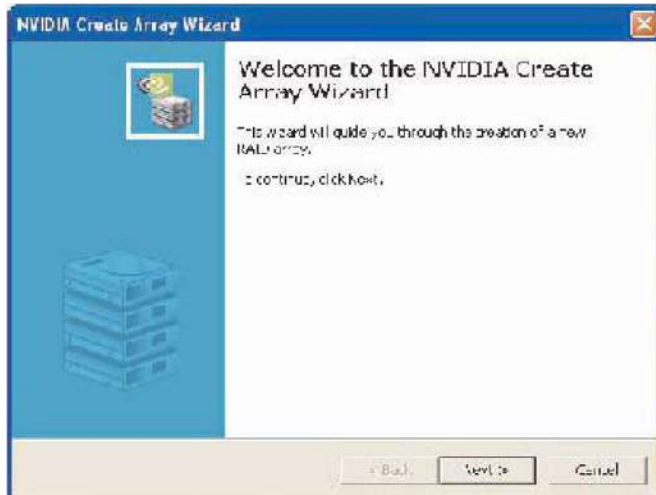 NVIDIA Create Array Wizard
Welcome to the NVIDIA Create
Array Wizard
This wizard will guide you through the creation of a new
RAID array.
To continue, click Next.
< Back
Next >
Cancel